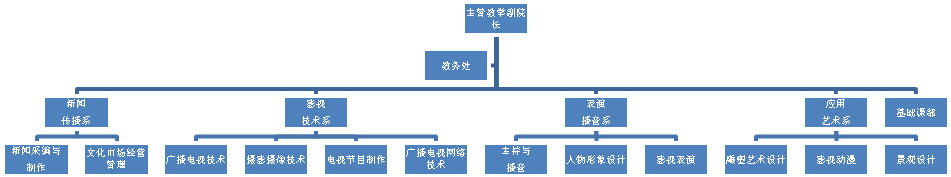 主管教学副院
长
教务处
新闻
传播系
影视
技术系
表演
播音系
应用
艺术系
基础课部
新闻采编与
制作
文化市场经营
管理
广播电视技术
摄影摄像技术
电视节目制作
广播电视网络
技术
主持与
播音
人物形象设计
影视表演
雕塑艺术设计
影视动漫
景观设计